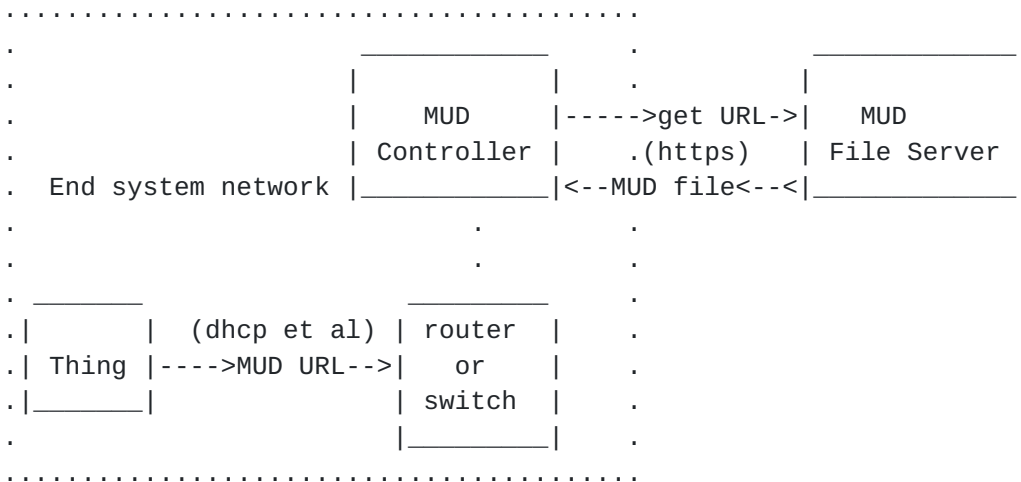 MUD ----->get URL-> MUD
Controller (https) File Server
End system network <--MUD file<--<
(dhcp et al) router
Thing ---->MUD URL--> or
switch